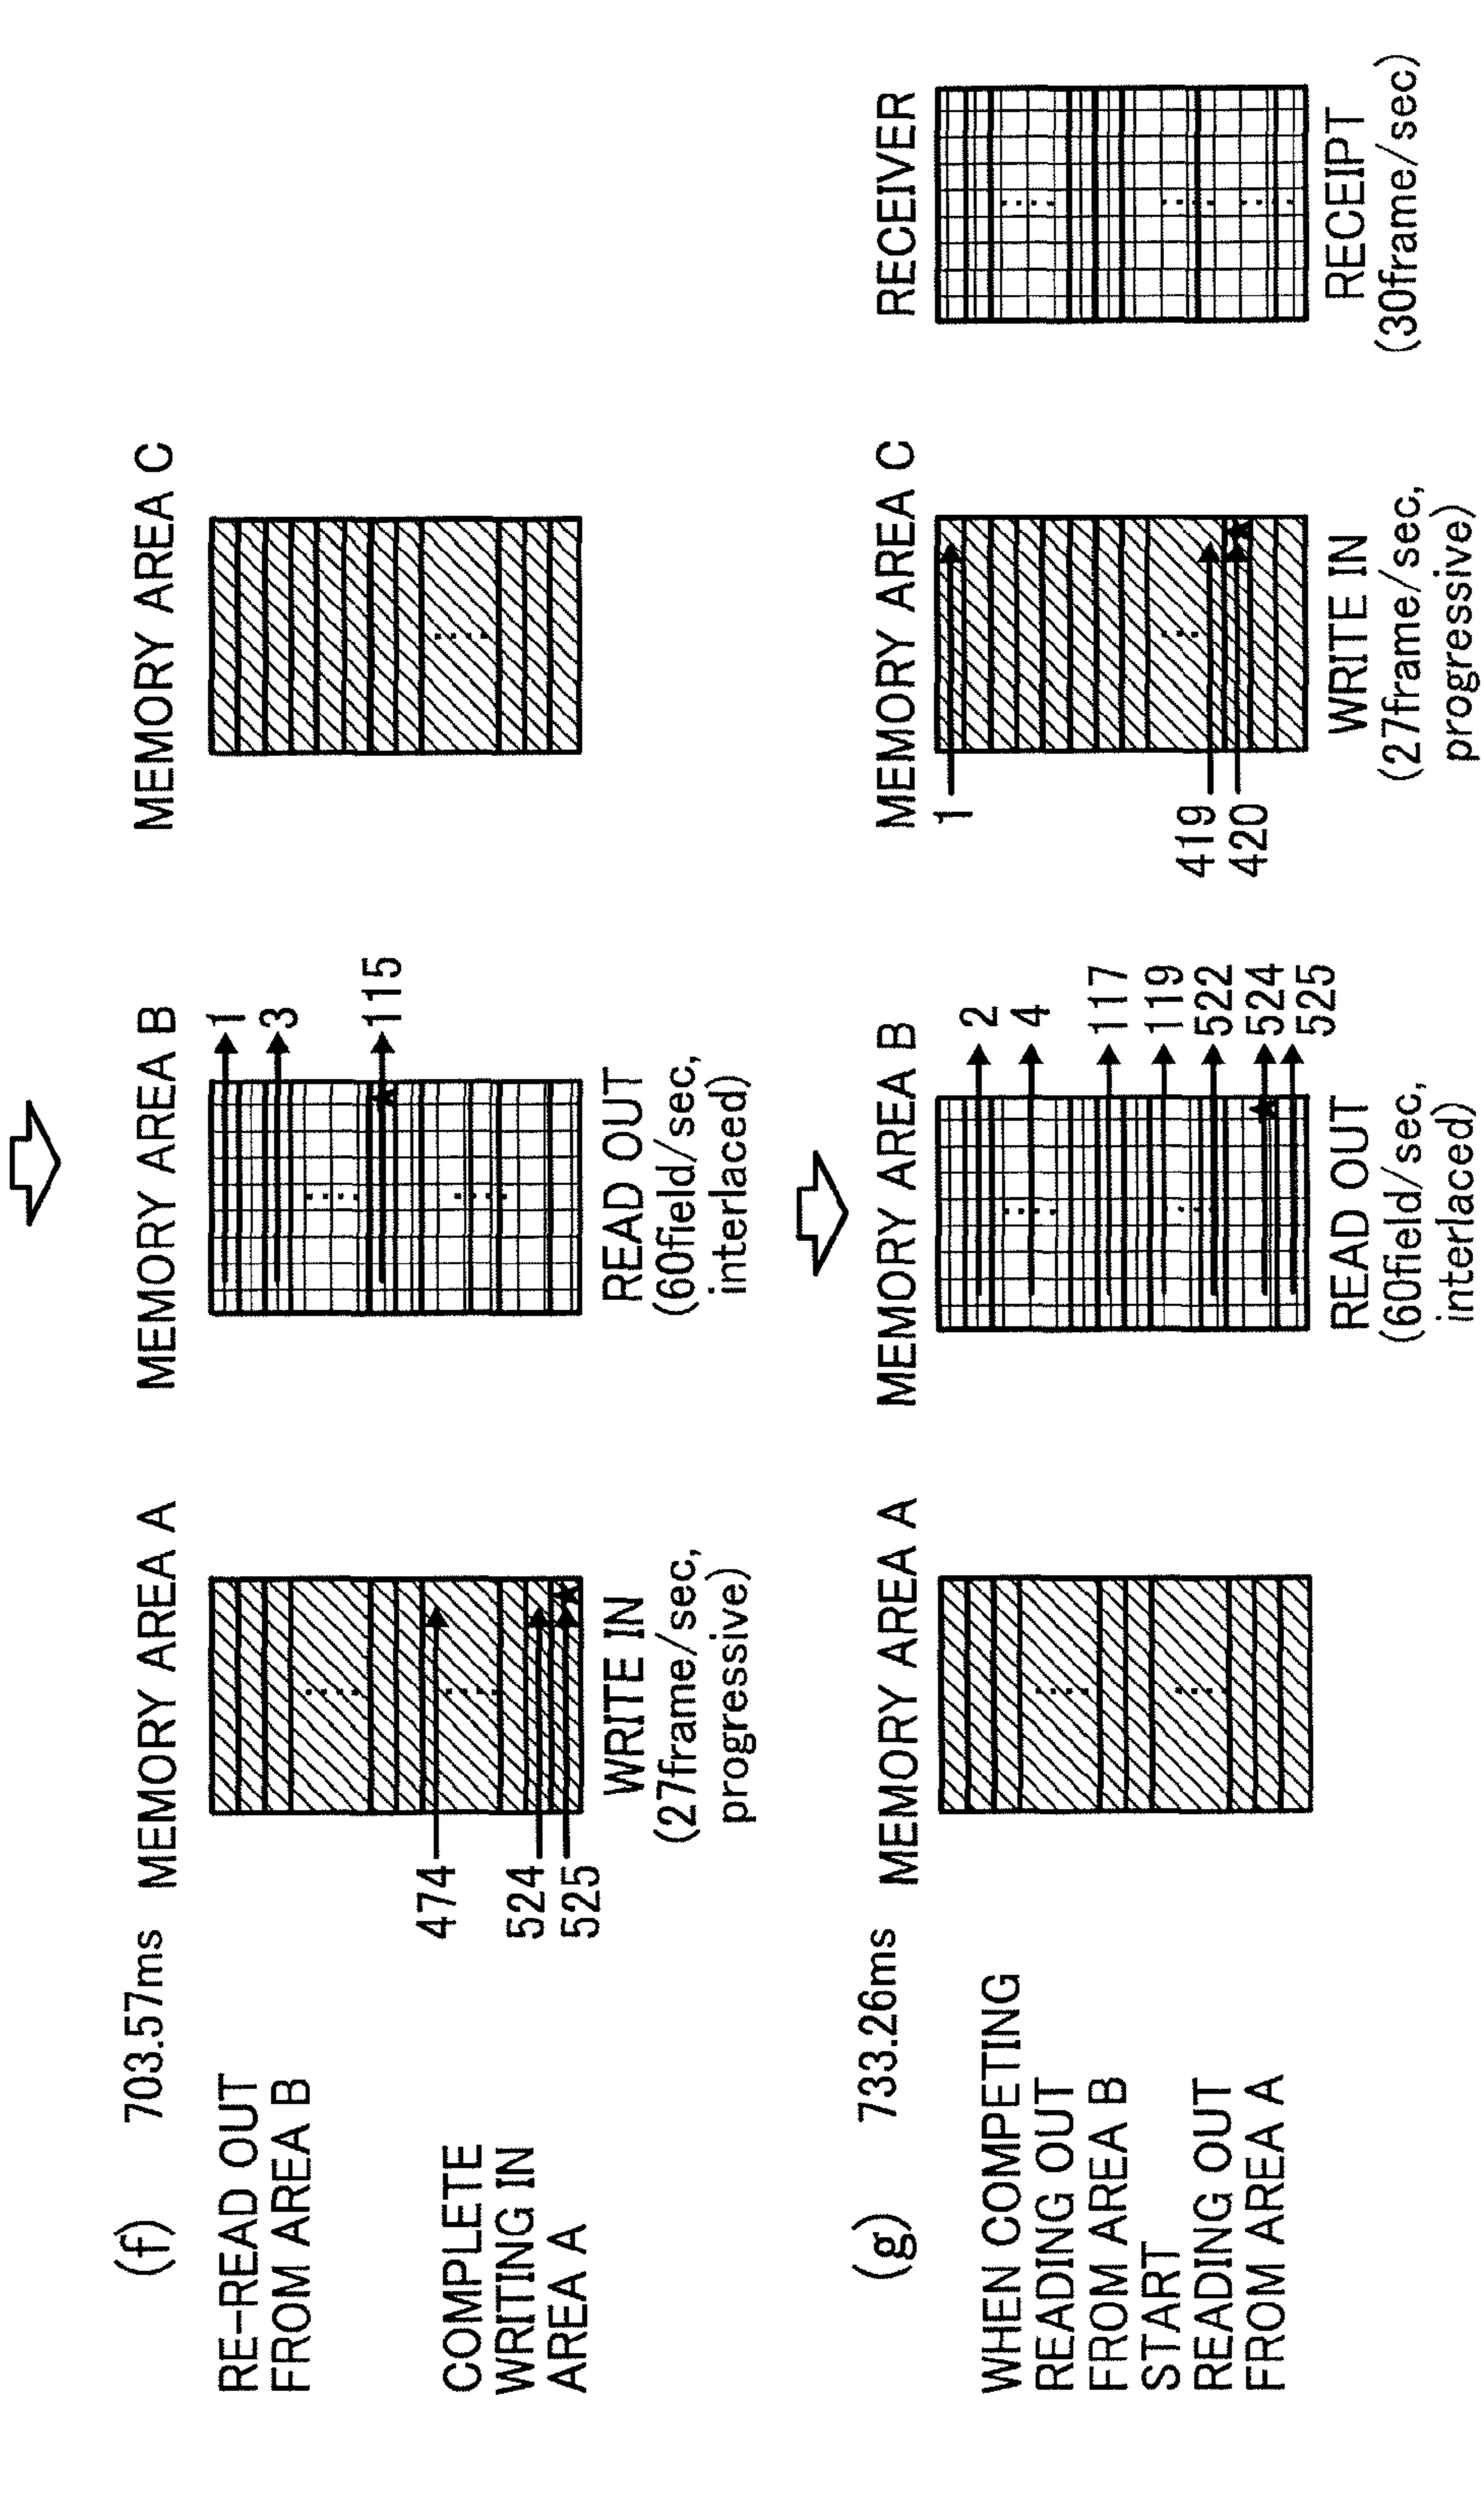 (f) 703.57ms
RE-READ OUT
FROM AREA B
COMPLETE
WRITING IN
AREA A
MEMORY AREA A
474
524
525
WRITE IN
(27frame/sec,
progressive)
MEMORY AREA B
1
3
115
READ OUT
(60field/sec,
interlaced)
MEMORY AREA C
(g) 733.26ms
WHEN COMPETING
READING OUT
FROM AREA B
START
READING OUT
FROM AREA A
MEMORY AREA A
MEMORY AREA B
2
4
117
119
522
524
525
READ OUT
(60field/sec,
interlaced)
MEMORY AREA C
1
419
420
WRITE IN
(27frame/sec,
progressive)
RECEIVER
RECEIPT
(30frame/sec)